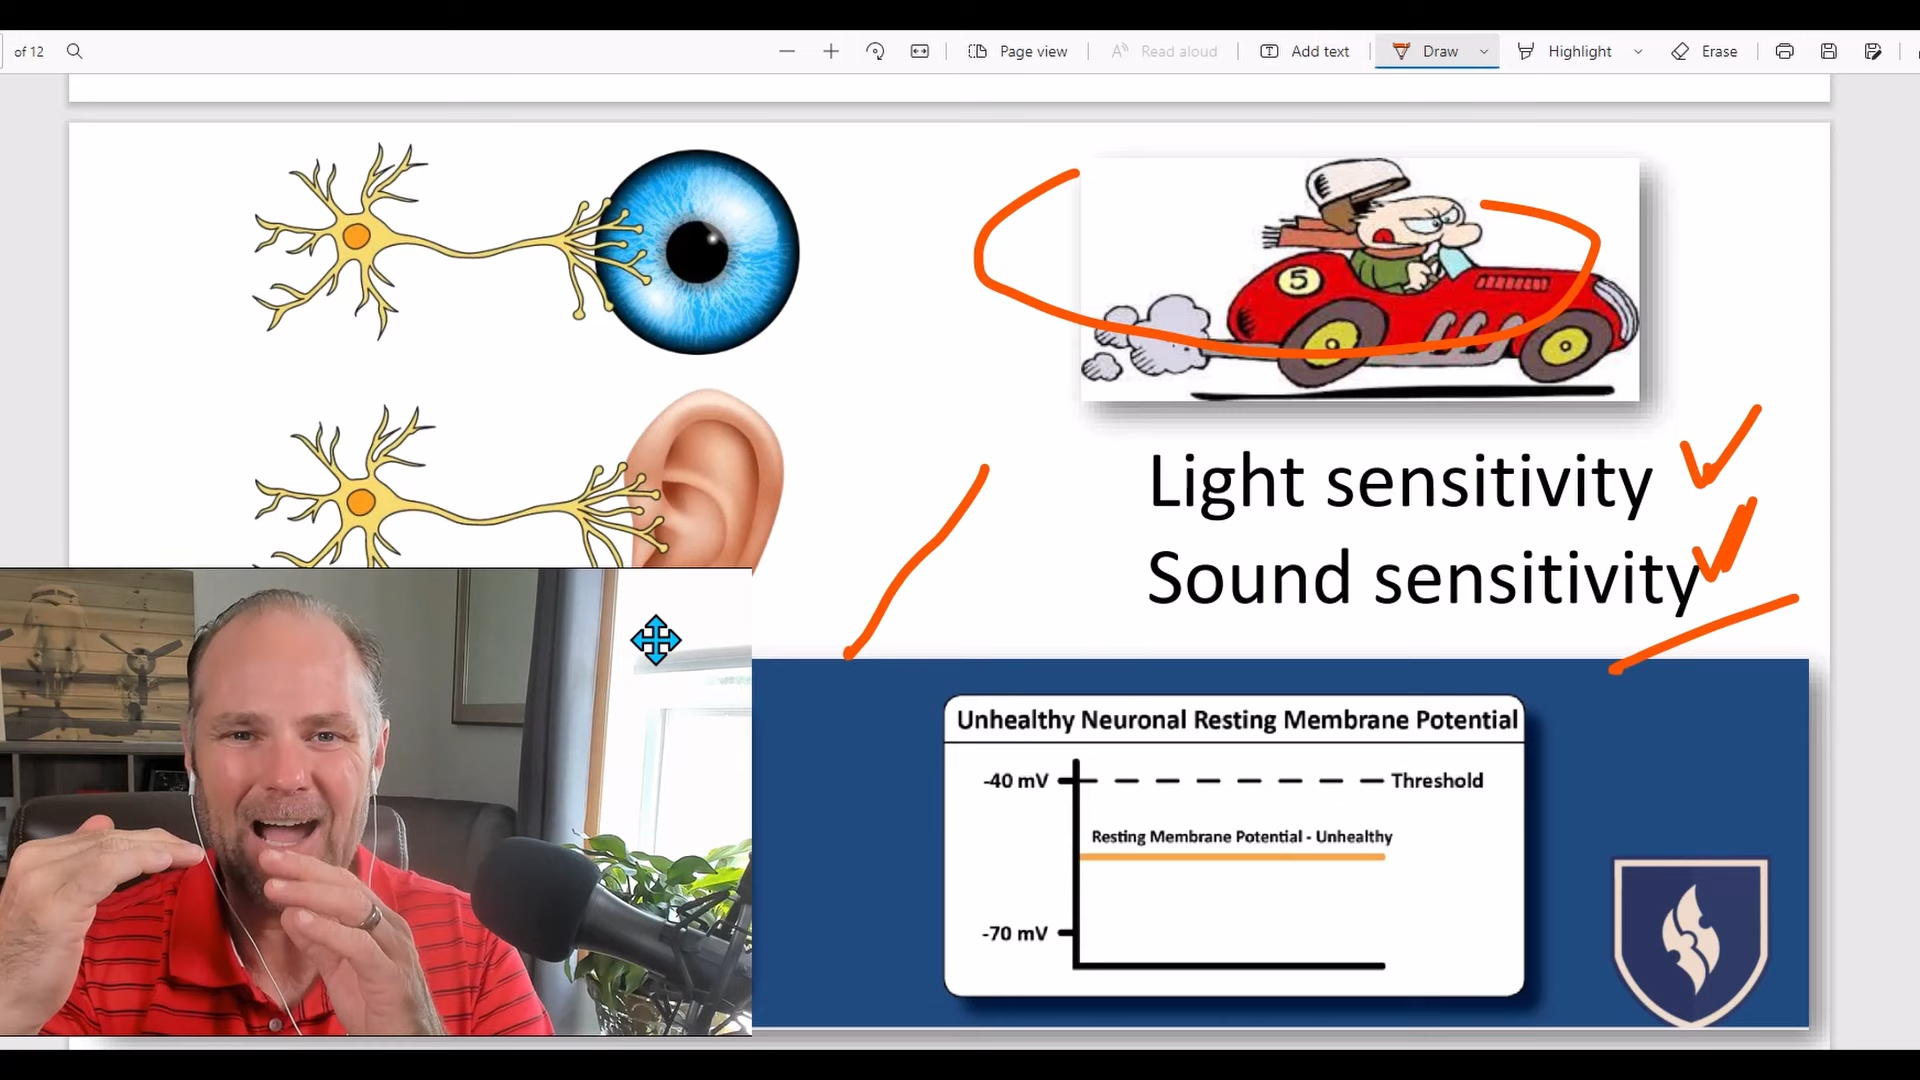 of 12
Page view
Read aloud
Add text
Draw
Highlight
Erase
5
Light sensitivity
Sound sensitivity
Unhealthy Neuronal Resting Membrane Potential
-40 mV
Threshold
Resting Membrane Potential - Unhealthy
-70 mV